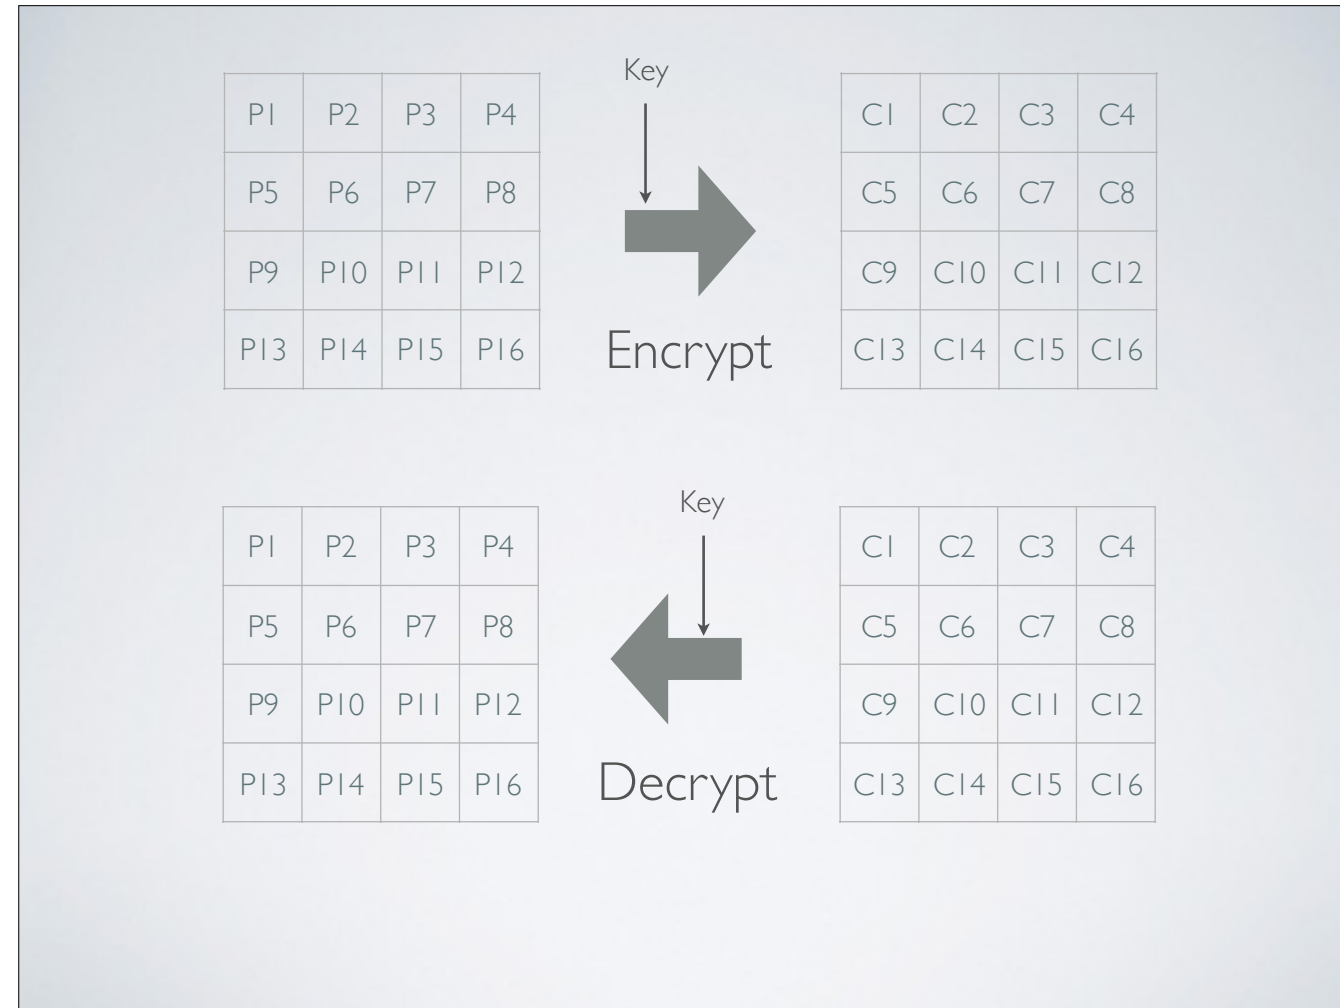 Key
P1 P2 P3 P4 C1 C2 C3 C4
P5 P6 P7 P8 C5 C6 C7 C8
P9 P10 P11 P12 C9 C10 C11 C12
P13 P14 P15 P16 Encrypt C13 C14 C15 C16
Key
P1 P2 P3 P4 C1 C2 C3 C4
P5 P6 P7 P8 C5 C6 C7 C8
P9 P10 P11 P12 C9 C10 C11 C12
P13 P14 P15 P16 Decrypt C13 C14 C15 C16